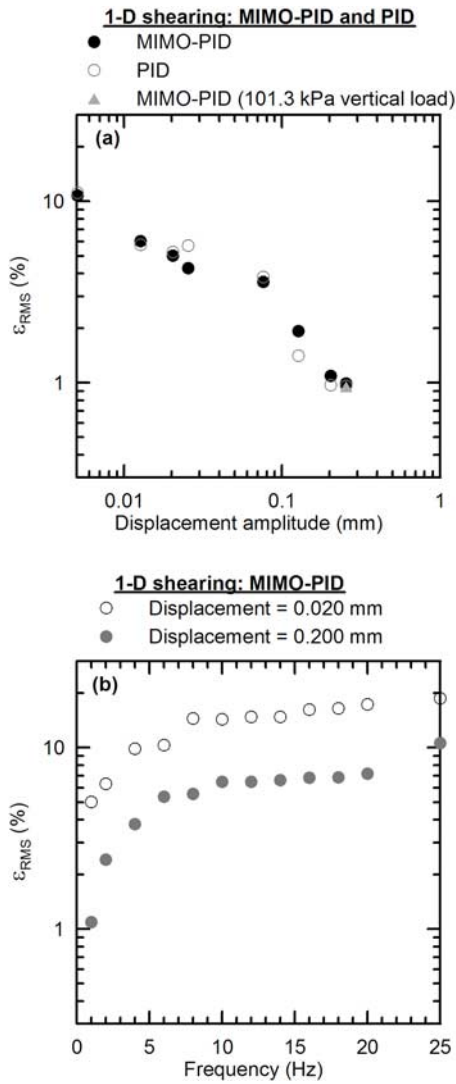 1-D shearing: MIMO-PID and PID
MIMO-PID
PID
MIMO-PID (101.3 kPa vertical load)
(a)
10
1
εRMS (%)
0.01 0.1 1
Displacement amplitude (mm)
1-D shearing: MIMO-PID
Displacement = 0.020 mm
Displacement = 0.200 mm
(b)
10
1
εRMS (%)
0 5 10 15 20 25
Frequency (Hz)